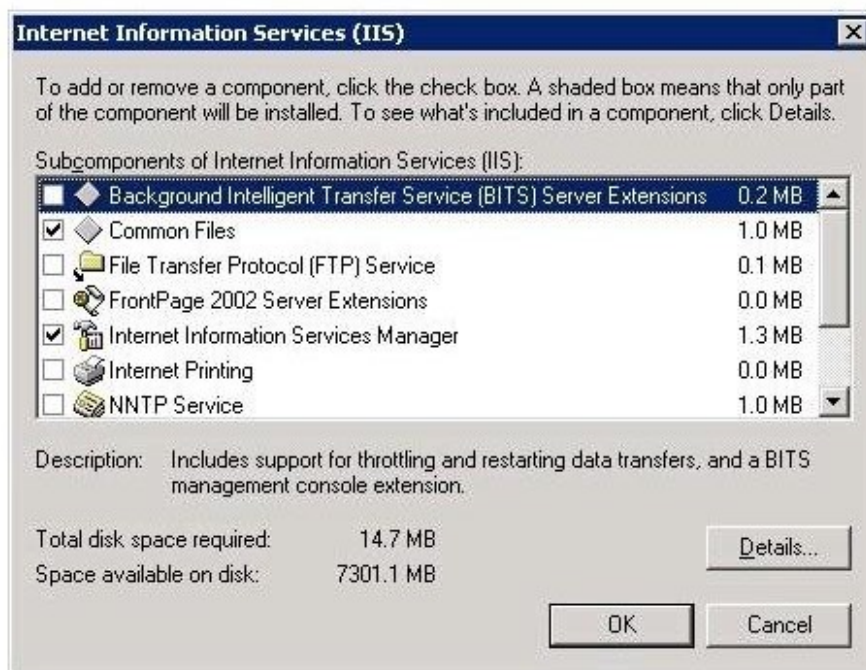 Internet Information Services (IIS)
To add or remove a component, click the check box. A shaded box means that only part
of the component will be installed. To see what's included in a component, click Details.
Subcomponents of Internet Information Services (IIS):
Background Intelligent Transfer Service (BITS) Server Extensions 0.2 MB
Common Files 1.0 MB
File Transfer Protocol (FTP) Service 0.1 MB
FrontPage 2002 Server Extensions 0.0 MB
Internet Information Services Manager 1.3 MB
Internet Printing 0.0 MB
NNTP Service 1.0 MB
Description: Includes support for throttling and restarting data transfers, and a BITS
management console extension.
Total disk space required: 14.7 MB
Space available on disk: 7301.1 MB
Details...
OK Cancel